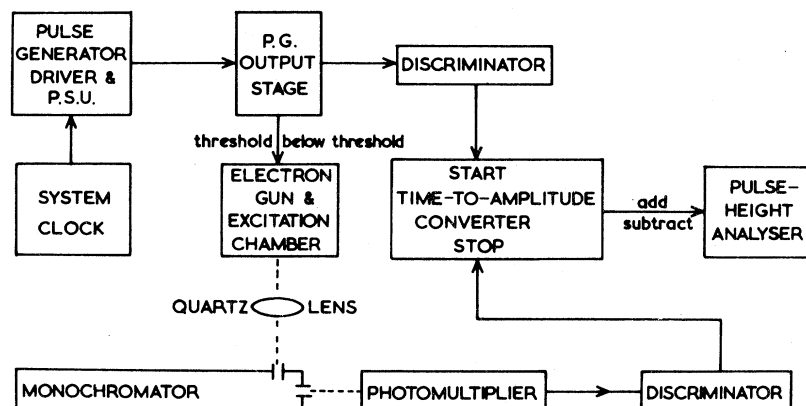 PULSE
GENERATOR
DRIVER &
P.S.U.
P.G.
OUTPUT
STAGE
DISCRIMINATOR
threshold below threshold
SYSTEM
CLOCK
ELECTRON
GUN &
EXCITATION
CHAMBER
START
TIME-TO-AMPLITUDE
CONVERTER
STOP
add
subtract
PULSE-
HEIGHT
ANALYSER
QUARTZ LENS
MONOCHROMATOR
PHOTOMULTIPLIER
DISCRIMINATOR